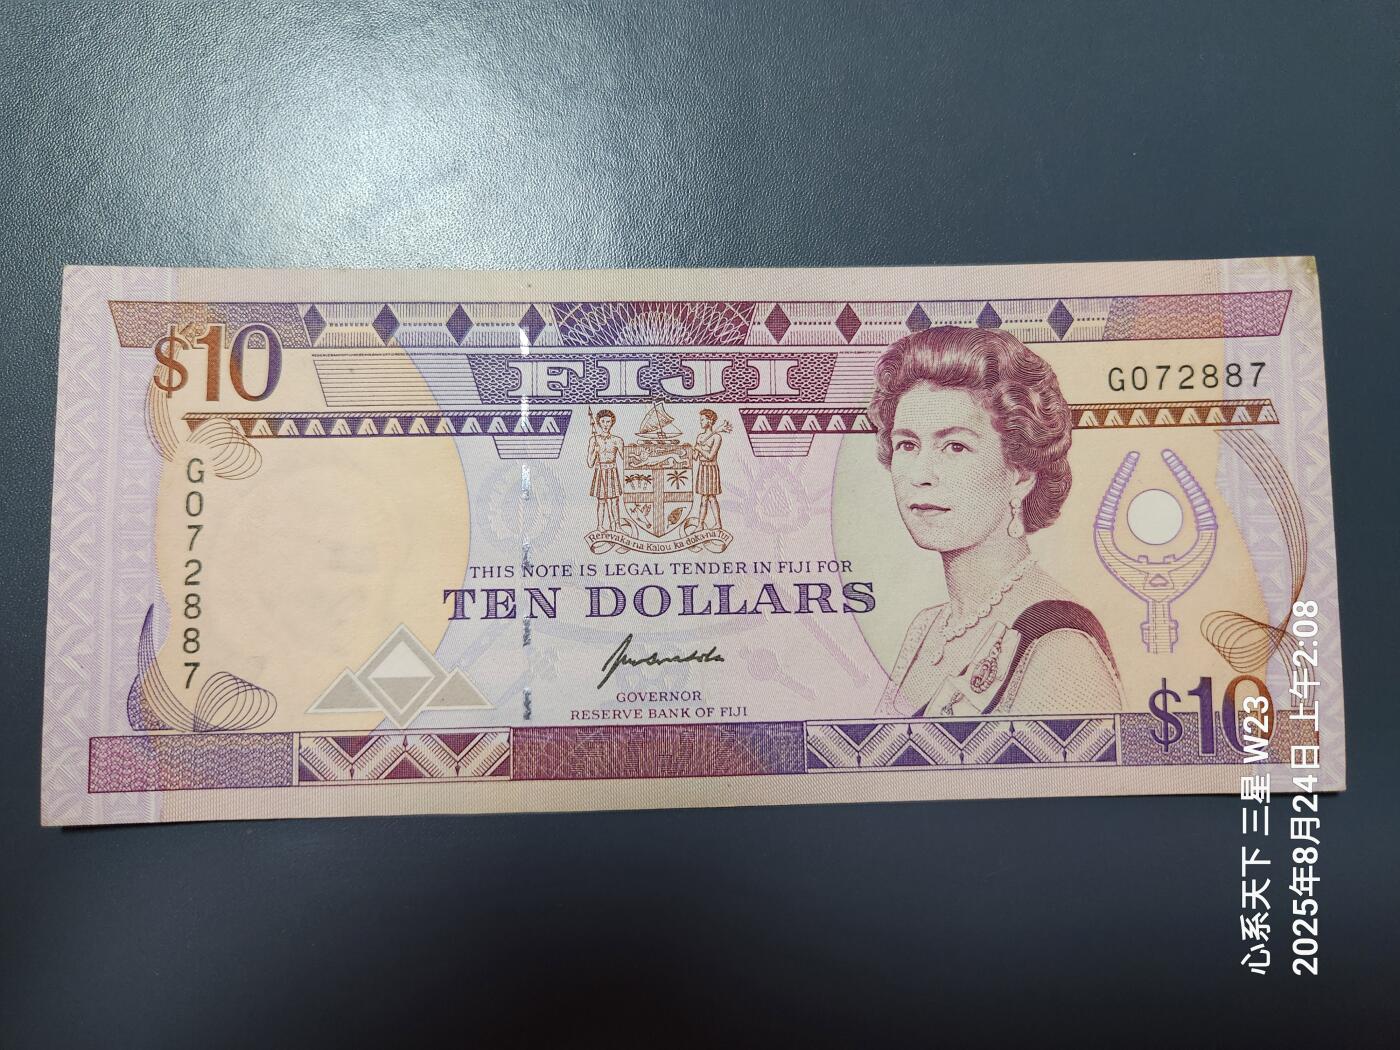 $10
FIJI
G072887
G072887
Rerevaka na Kalou ka doka na Tui
THIS NOTE IS LEGAL TENDER IN FIJI FOR
TEN DOLLARS
GOVERNOR
RESERVE BANK OF FIJI
$10
心系天下 三星 W23
2025年8月24日 上午2:08